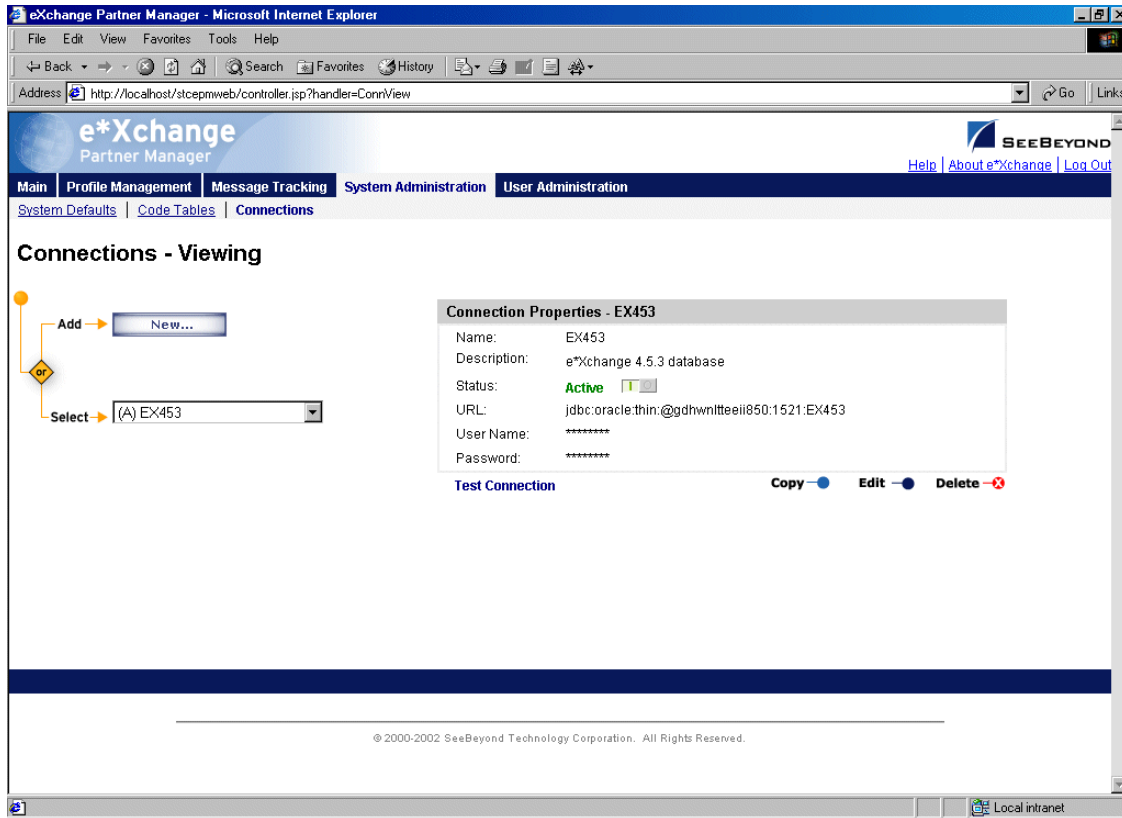 eXchange Partner Manager - Microsoft Internet Explorer
File Edit View Favorites Tools Help
Back Search Favorites History
Address http://localhost/stcepmweb/controller.jsp?handler=ConnView Go Links
e*Xchange
Partner Manager
SEEBEYOND
Help | About e*Xchange | Log Out
Main Profile Management Message Tracking System Administration User Administration
System Defaults | Code Tables | Connections
Connections - Viewing
Add New...
or
Select (A) EX453
Connection Properties - EX453
Name: EX453
Description: e*Xchange 4.5.3 database
Status: Active
URL: jdbc:oracle:thin:@gdhwnltteeii850:1521:EX453
User Name: ********
Password: ********
Test Connection Copy Edit Delete
© 2000-2002 SeeBeyond Technology Corporation. All Rights Reserved.
Local intranet